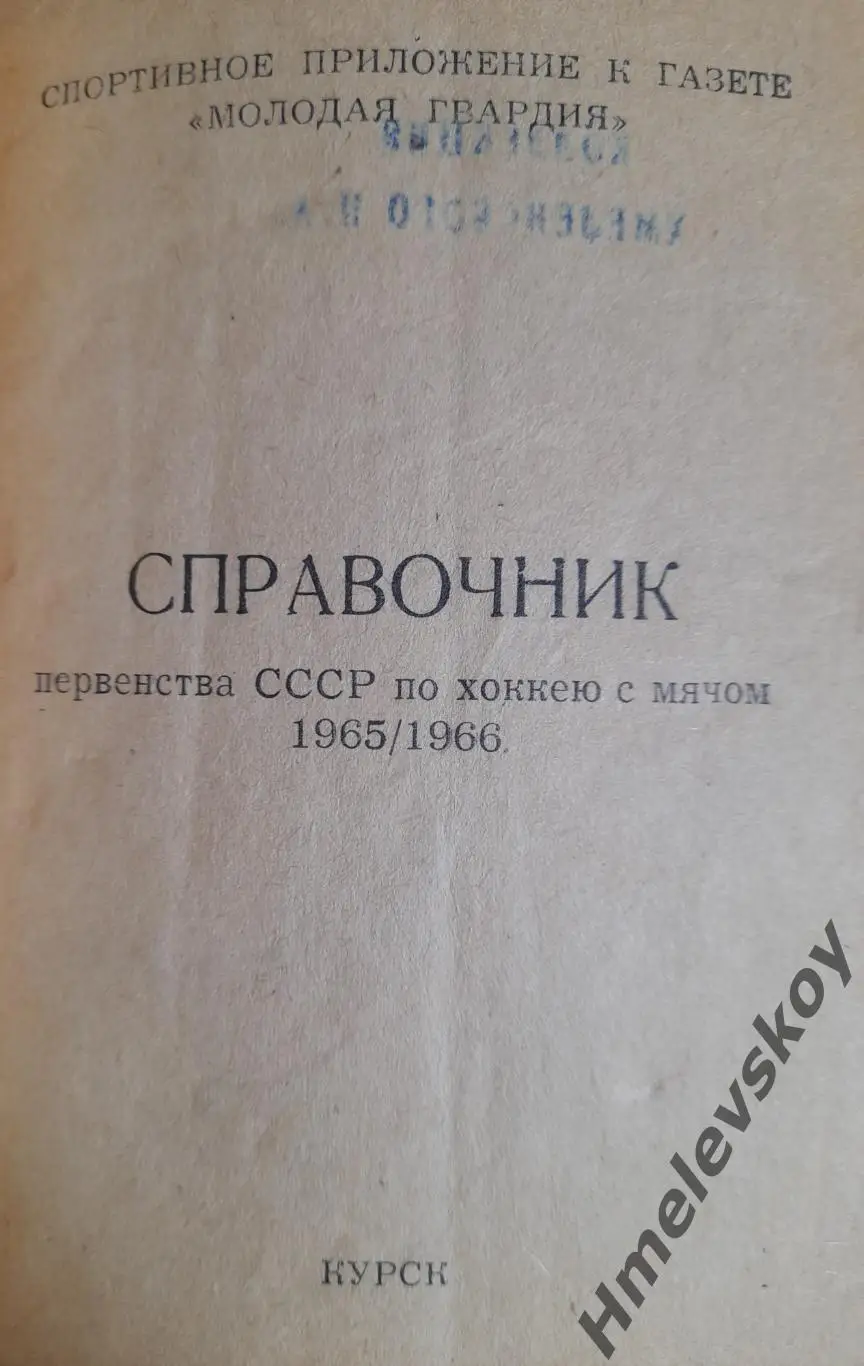 СПОРТИВНОЕ ПРИЛОЖЕНИЕ К ГАЗЕТЕ
«МОЛОДАЯ ГВАРДИЯ»
СПРАВОЧНИК
первенства СССР по хоккею с мячом
1965/1966.
КУРСК
Hmelevskoy